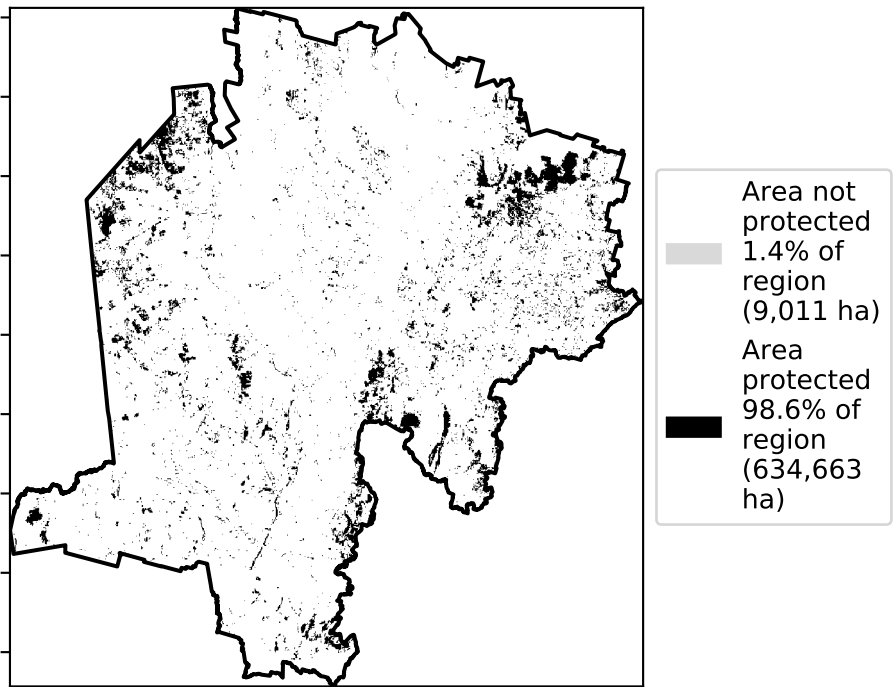 Area not
protected
1.4% of
region
(9,011 ha)
Area
protected
98.6% of
region
(634,663
ha)